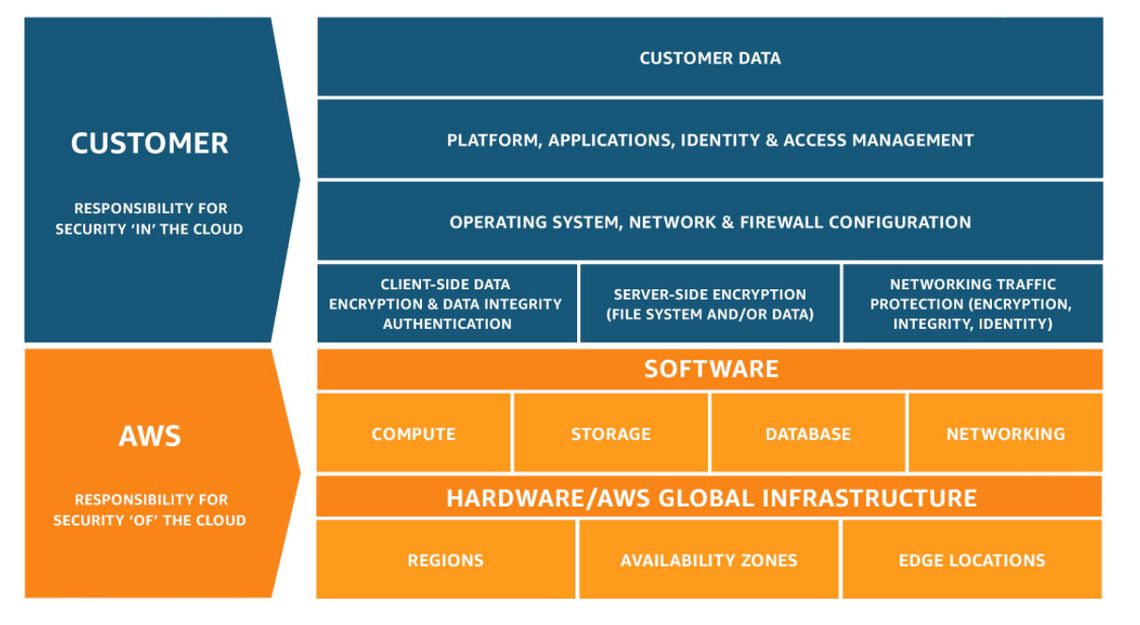 CUSTOMER
RESPONSIBILITY FOR
SECURITY ‘IN’ THE CLOUD
CUSTOMER DATA
PLATFORM, APPLICATIONS, IDENTITY & ACCESS MANAGEMENT
OPERATING SYSTEM, NETWORK & FIREWALL CONFIGURATION
CLIENT-SIDE DATA
ENCRYPTION & DATA INTEGRITY
AUTHENTICATION
SERVER-SIDE ENCRYPTION
(FILE SYSTEM AND/OR DATA)
NETWORKING TRAFFIC
PROTECTION (ENCRYPTION,
INTEGRITY, IDENTITY)
AWS
RESPONSIBILITY FOR
SECURITY ‘OF’ THE CLOUD
SOFTWARE
COMPUTE
STORAGE
DATABASE
NETWORKING
HARDWARE/AWS GLOBAL INFRASTRUCTURE
REGIONS
AVAILABILITY ZONES
EDGE LOCATIONS